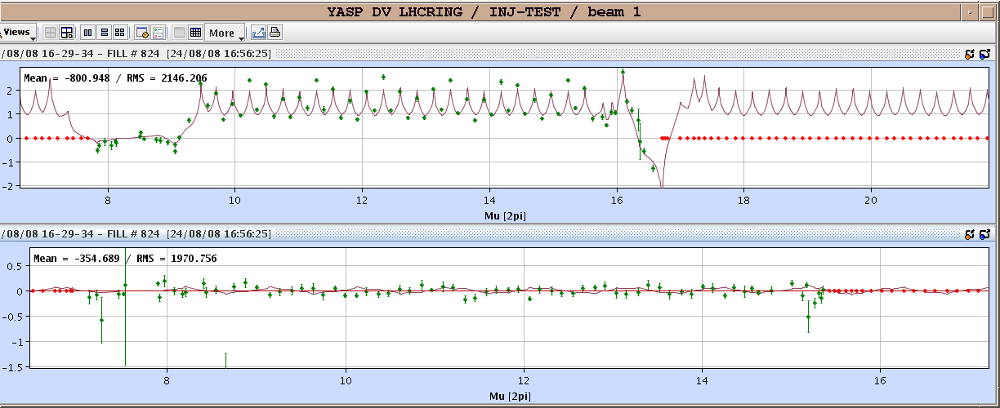 YASP DV LHCRING / INJ-TEST / beam 1
Views More
/08/08 16-29-34 - FILL # 824 [24/08/08 16:56:25]
Mean = -800.948 / RMS = 2146.206
2
1
0
-1
-2
8 10 12 14 16 18 20
Mu [2pi]
/08/08 16-29-34 - FILL # 824 [24/08/08 16:56:25]
Mean = -354.689 / RMS = 1970.756
0.5
0
-0.5
-1
-1.5
8 10 12 14 16
Mu [2pi]